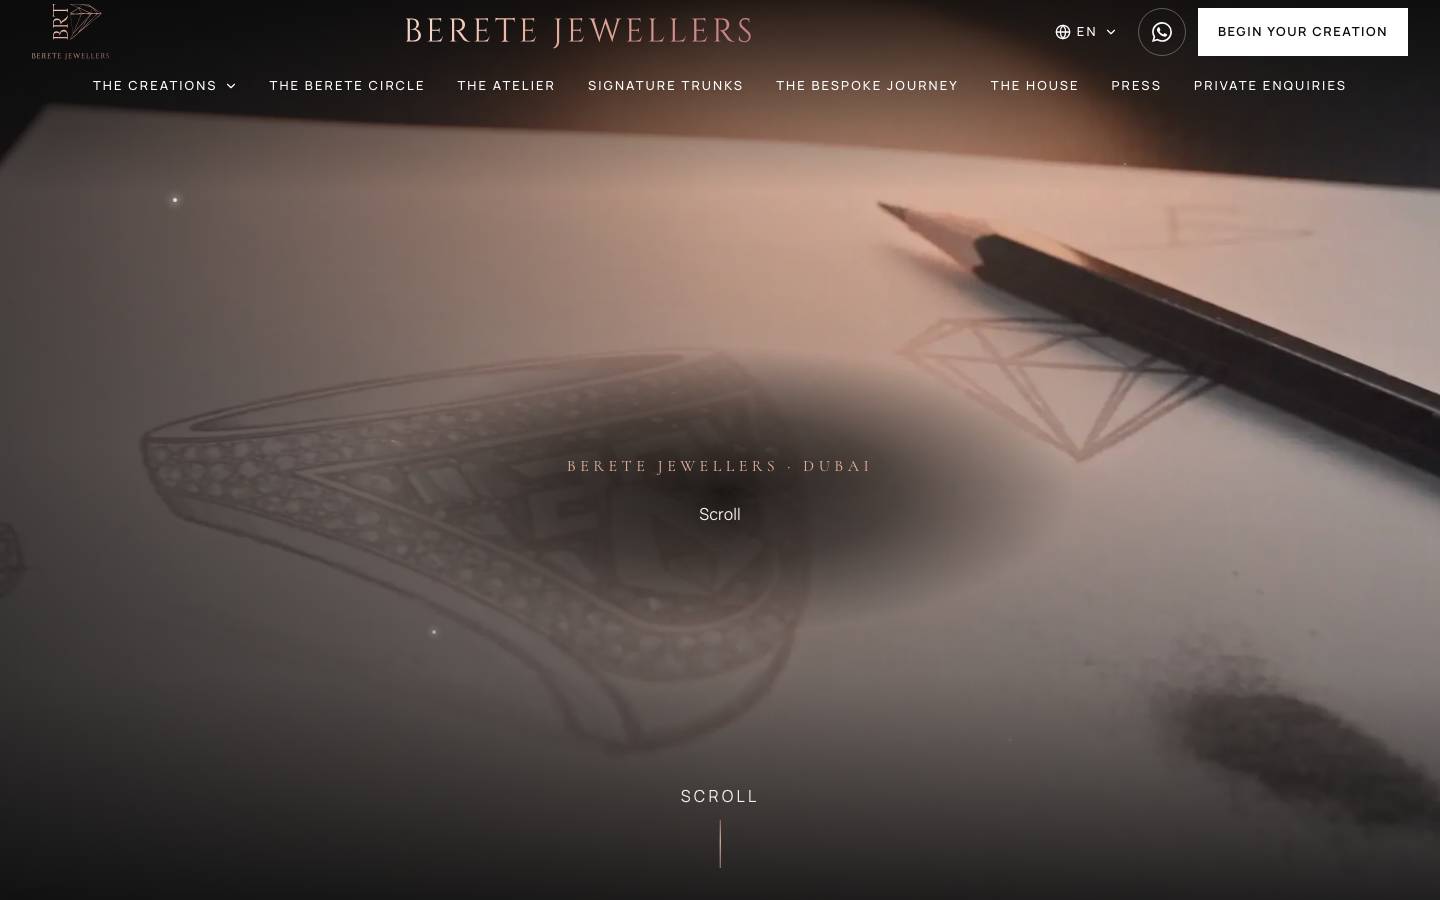 BRT
BERETE JEWELLERS
BERETE JEWELLERS
EN
BEGIN YOUR CREATION
THE CREATIONS
THE BERETE CIRCLE
THE ATELIER
SIGNATURE TRUNKS
THE BESPOKE JOURNEY
THE HOUSE
PRESS
PRIVATE ENQUIRIES
BERETE JEWELLERS · DUBAI
Scroll
SCROLL